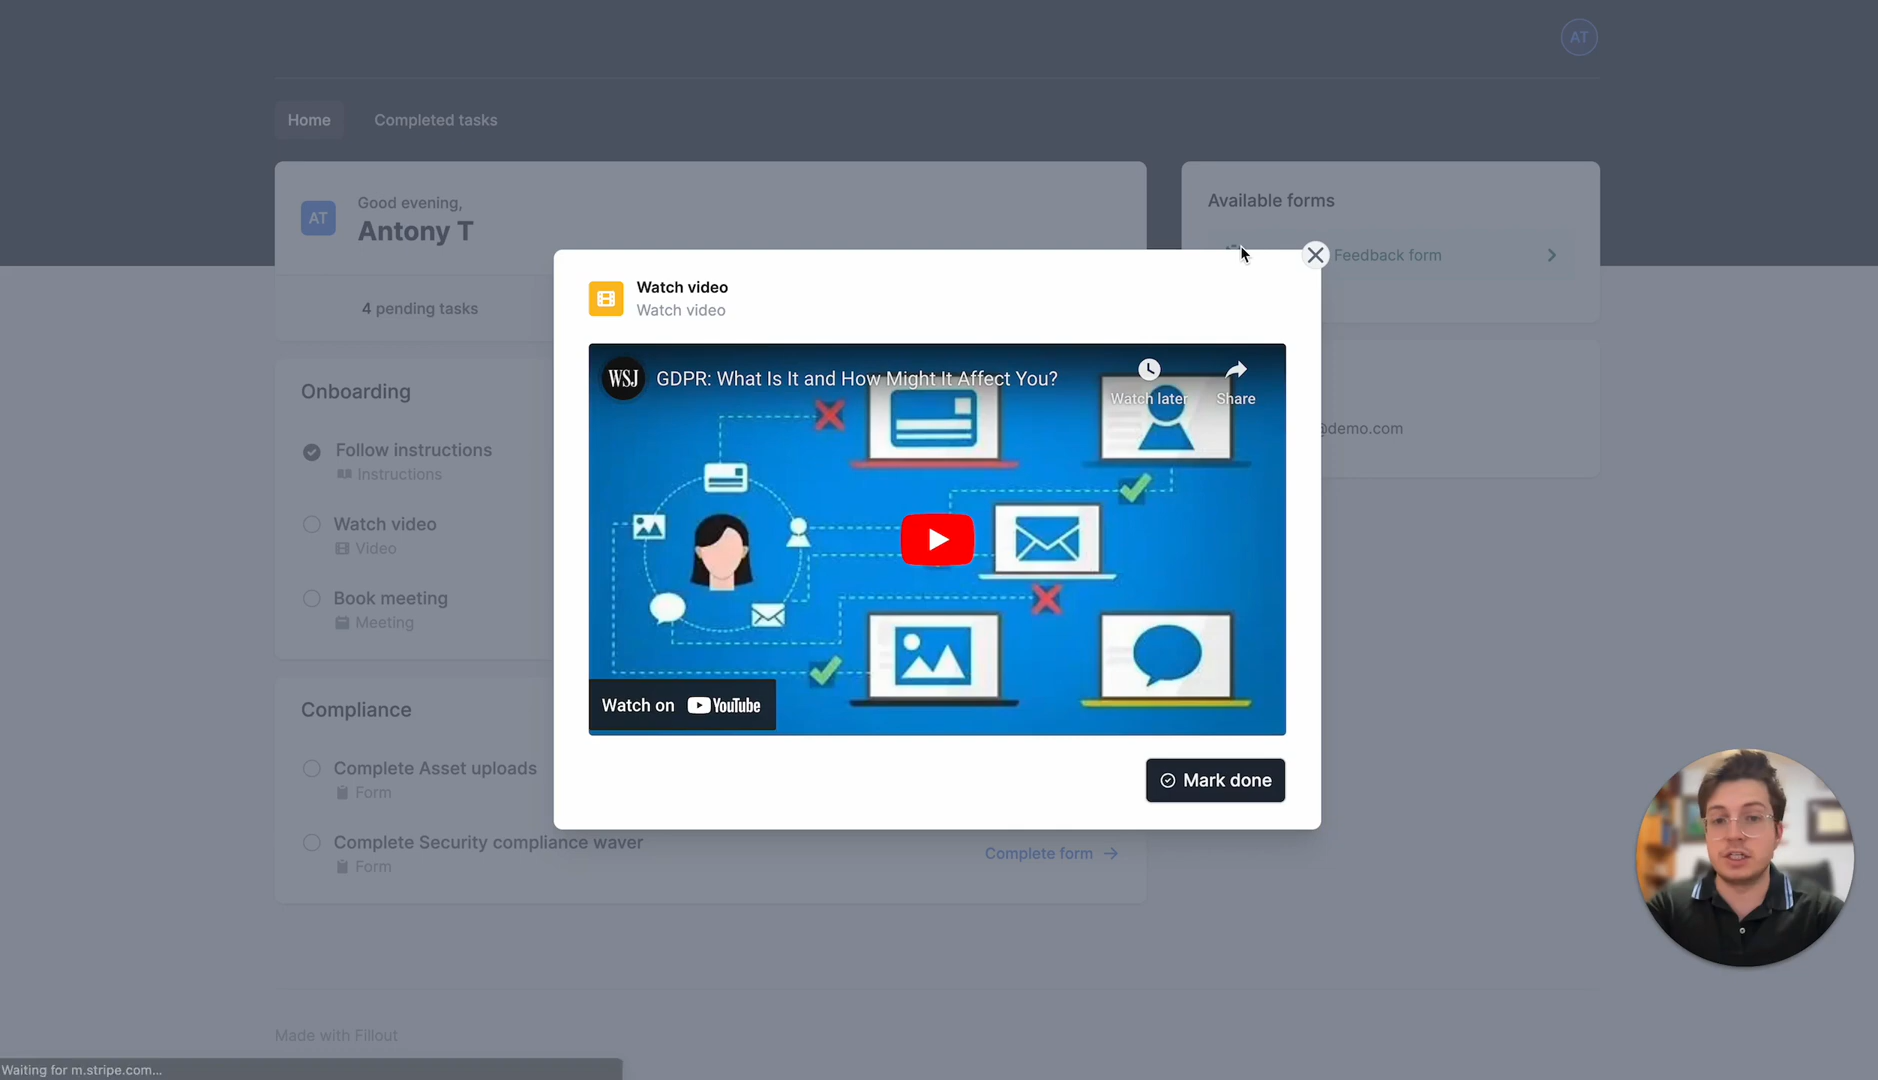 AT
Home
Completed tasks
AT
Good evening,
Antony T
4 pending tasks
Available forms
Feedback form
@demo.com
Onboarding
Follow instructions
Instructions
Watch video
Video
Book meeting
Meeting
Compliance
Complete Asset uploads
Form
Complete Security compliance waver
Form
Complete form
Watch video
Watch video
WSJ
GDPR: What Is It and How Might It Affect You?
Watch later
Share
Watch on YouTube
Mark done
Made with Fillout
Waiting for m.stripe.com...